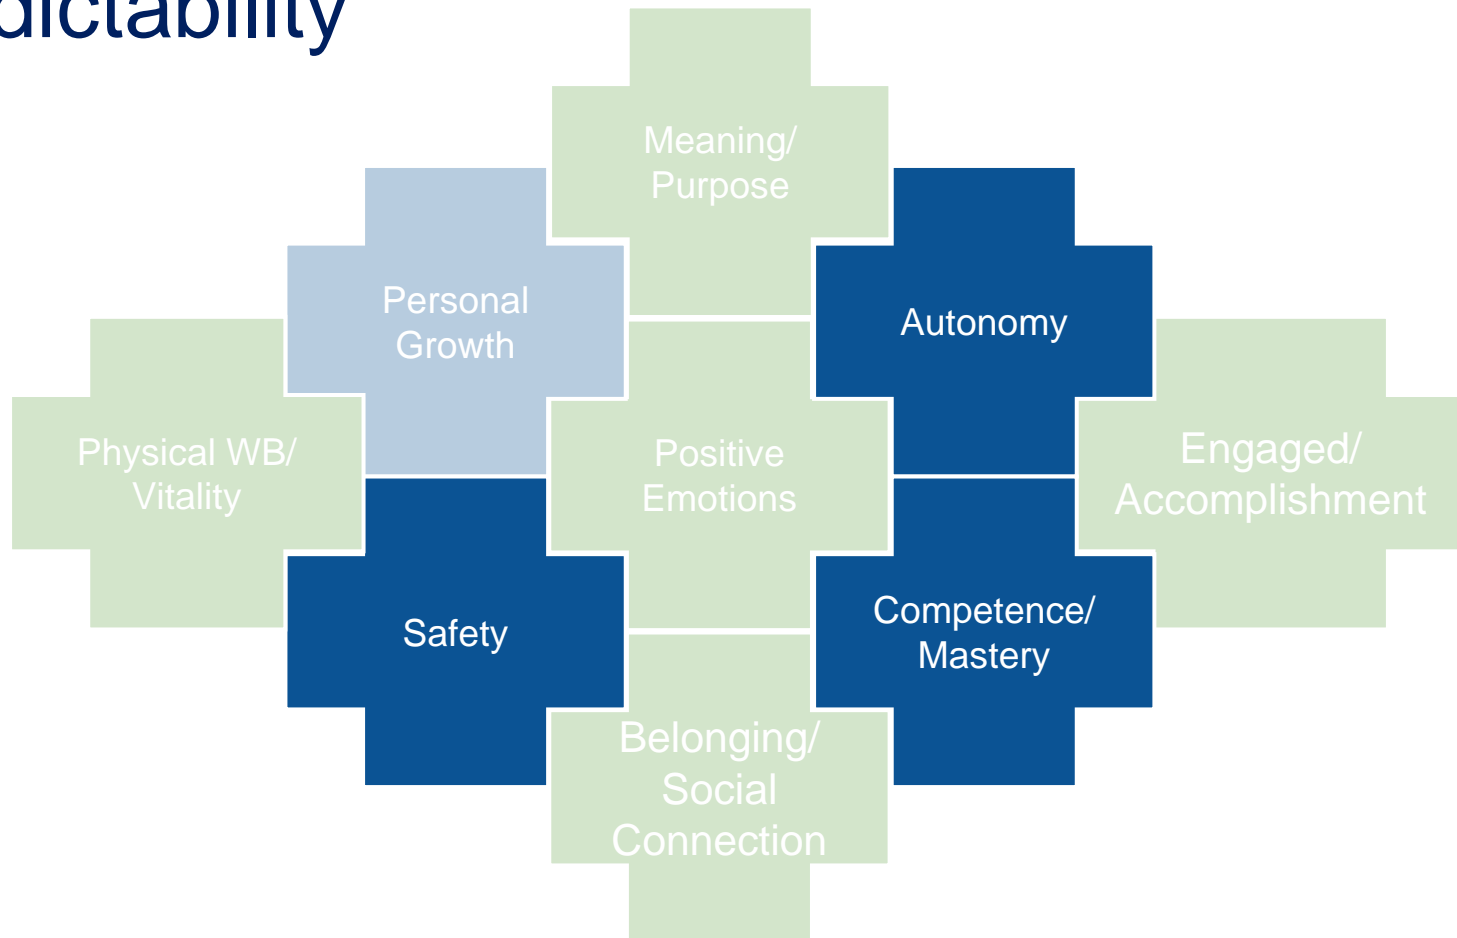 dictability
Meaning/
Purpose
Personal
Growth
Autonomy
Physical WB/
Vitality
Positive
Emotions
Engaged/
Accomplishment
Safety
Competence/
Mastery
Belonging/
Social
Connection